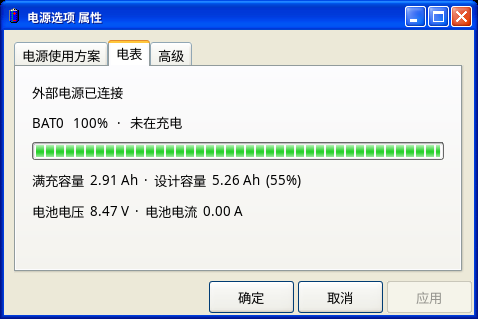 电源选项 属性
电源使用方案 电表 高级
外部电源已连接
BAT0 100% · 未在充电
满充容量 2.91 Ah · 设计容量 5.26 Ah (55%)
电池电压 8.47 V · 电池电流 0.00 A
确定 取消 应用